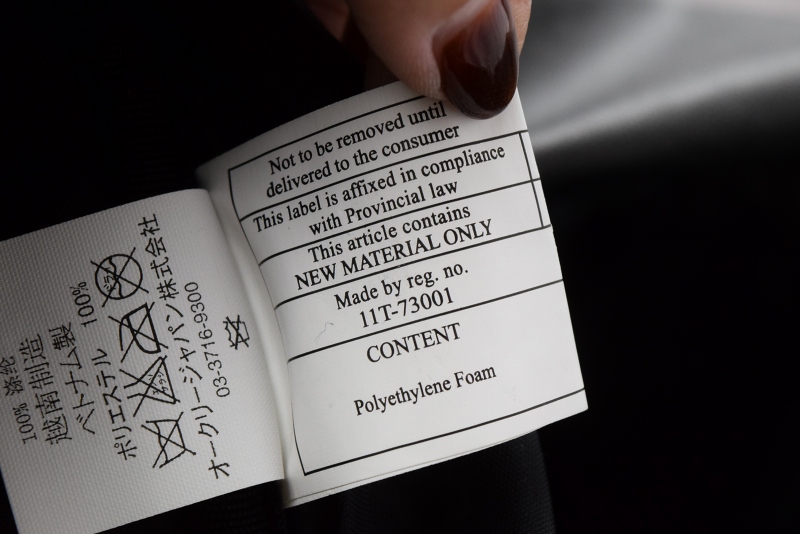 Not to be removed until
delivered to the consumer
This label is affixed in compliance
with Provincial law
This article contains
NEW MATERIAL ONLY
Made by reg. no.
11T-73001
CONTENT
Polyethylene Foam
100% 涤纶
越南制造
ベトナム製
ポリエステル 100%
オークリージャパン株式会社
03-3716-9300